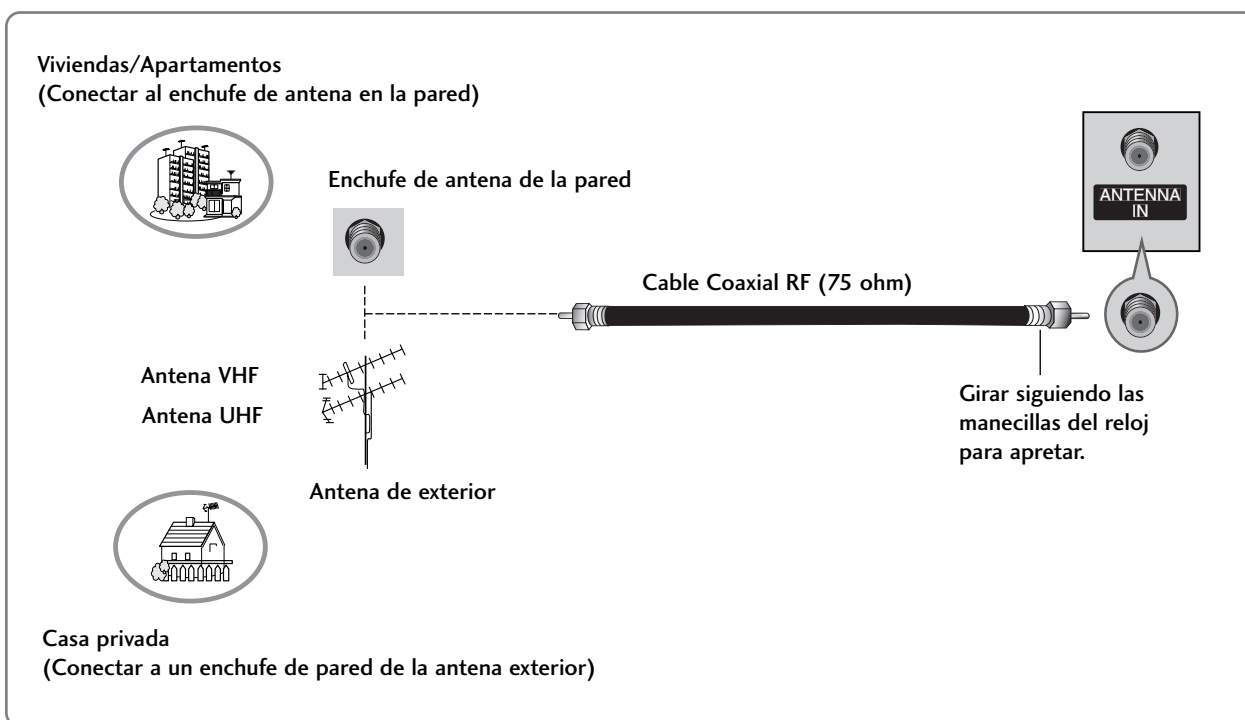 Viviendas/Apartamentos
(Conectar al enchufe de antena en la pared)
Enchufe de antena de la pared
ANTENNA
IN
Cable Coaxial RF (75 ohm)
Antena VHF
Antena UHF
Girar siguiendo las
manecillas del reloj
para apretar.
Antena de exterior
Casa privada
(Conectar a un enchufe de pared de la antena exterior)